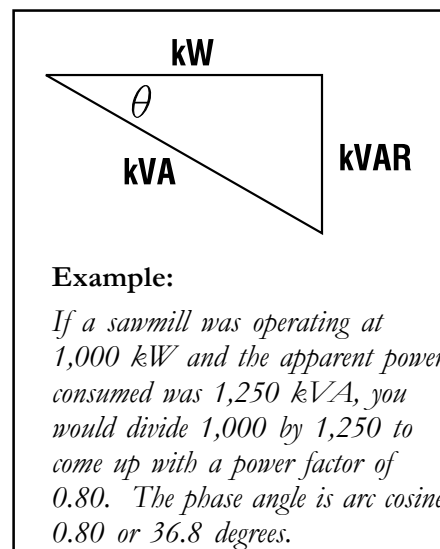 kW
θ
kVA
kVAR
Example:
If a sawmill was operating at
1,000 kW and the apparent power
consumed was 1,250 kVA, you
would divide 1,000 by 1,250 to
come up with a power factor of
0.80. The phase angle is arc cosine
0.80 or 36.8 degrees.